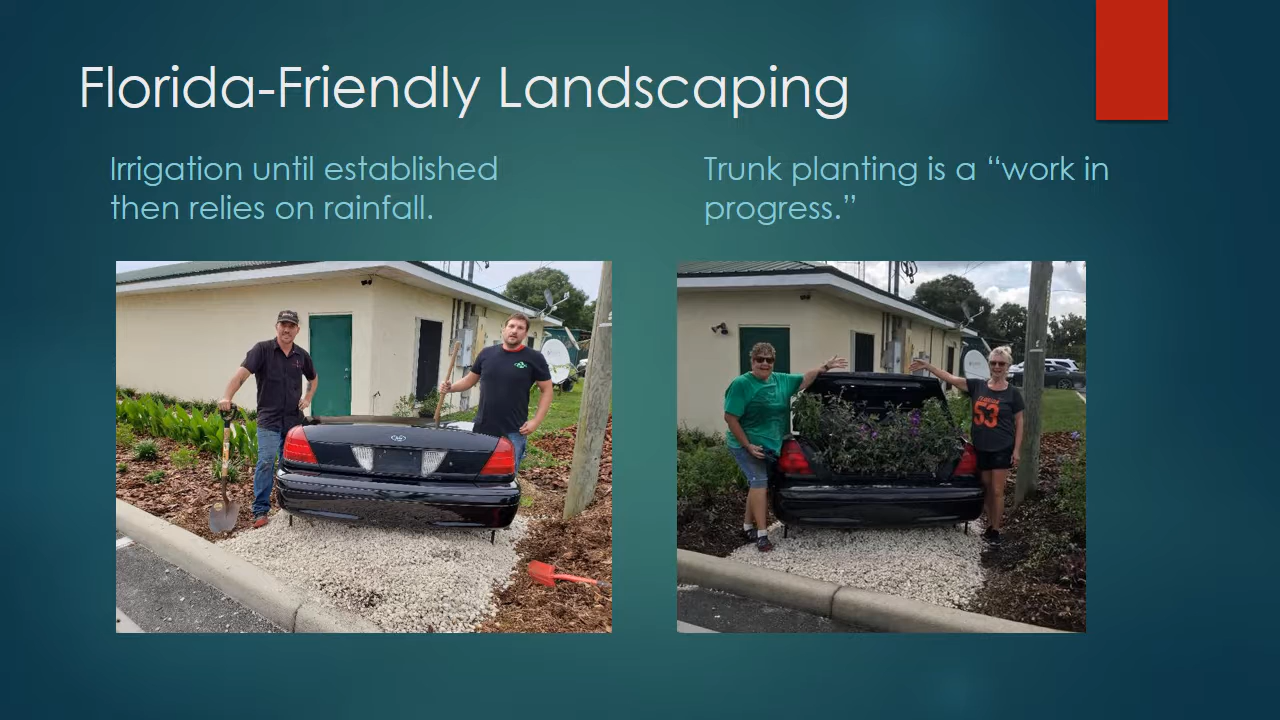 Florida-Friendly Landscaping
Irrigation until established
then relies on rainfall.
Trunk planting is a “work in
progress.”
53